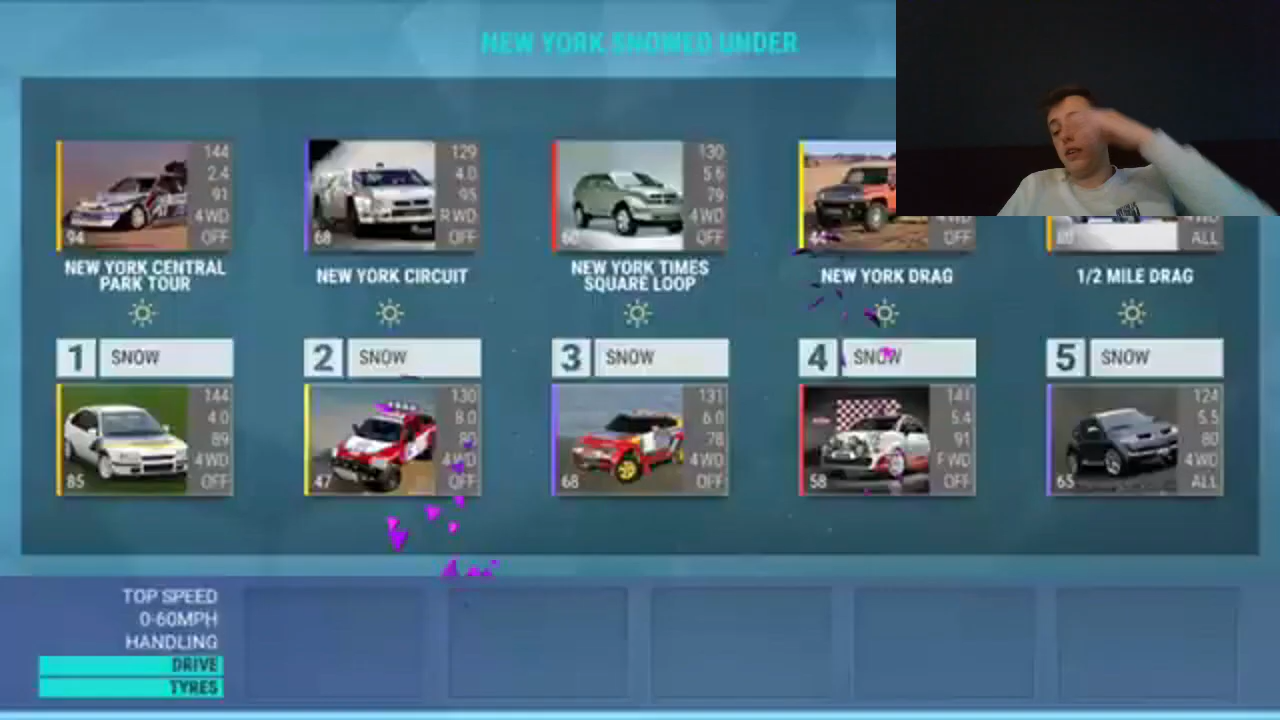 NEW YORK SNOWED UNDER
144
2.4
91
4WD
OFF
94
129
4.0
95
RWD
OFF
68
130
5.6
79
4WD
OFF
OFF
ALL
NEW YORK CENTRAL
PARK TOUR
NEW YORK CIRCUIT
NEW YORK TIMES
SQUARE LOOP
NEW YORK DRAG
1/2 MILE DRAG
1 SNOW
2 SNOW
3 SNOW
4 SNOW
5 SNOW
144
4.0
89
4WD
OFF
85
130
8.0
4WD
OFF
47
131
6.0
78
4WD
OFF
68
141
5.4
91
FWD
OFF
58
124
5.5
80
4WD
ALL
65
TOP SPEED
0-60MPH
HANDLING
DRIVE
TYRES